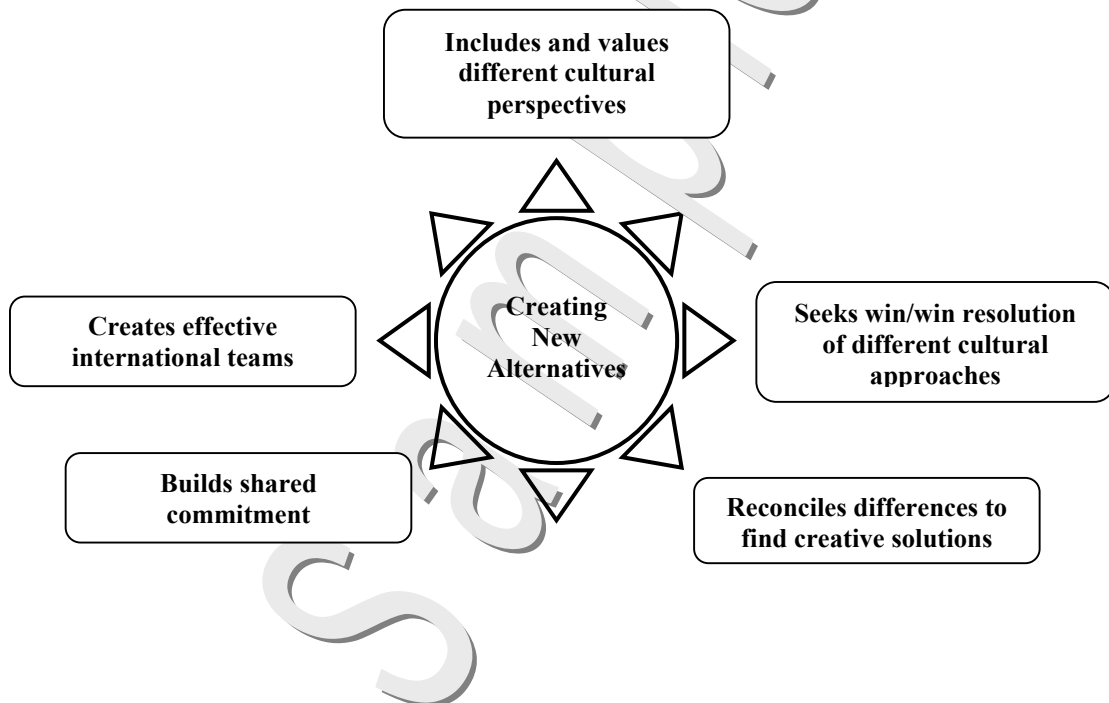 Includes and values
different cultural
perspectives
Creating
New
Alternatives
Creates effective
international teams
Seeks win/win resolution
of different cultural
approaches
Builds shared
commitment
Reconciles differences to
find creative solutions
Sample